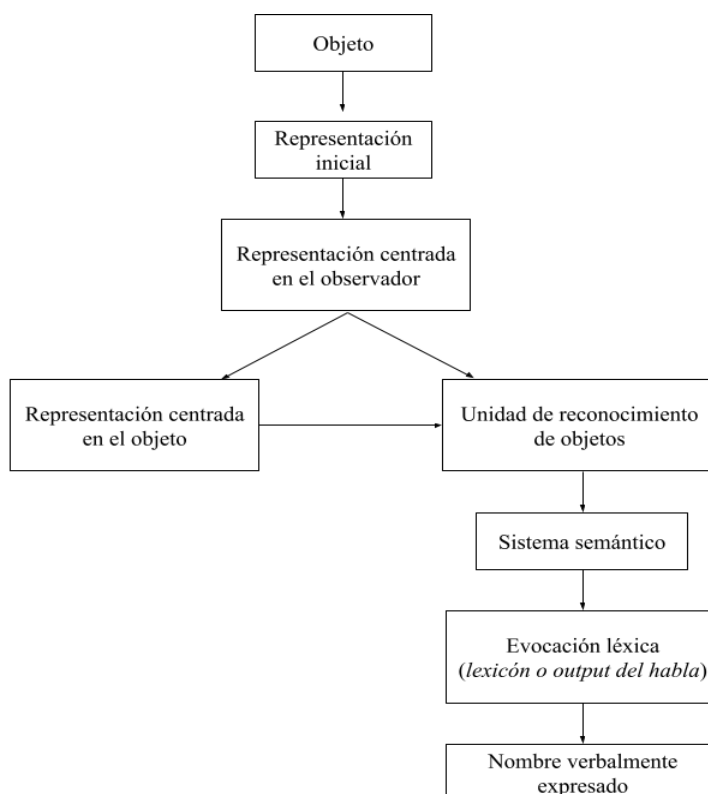 Objeto
Representación
inicial
Representación centrada
en el observador
Representación centrada
en el objeto
Unidad de reconocimiento
de objetos
Sistema semántico
Evocación léxica
(lexicón o output del habla)
Nombre verbalmente
expresado